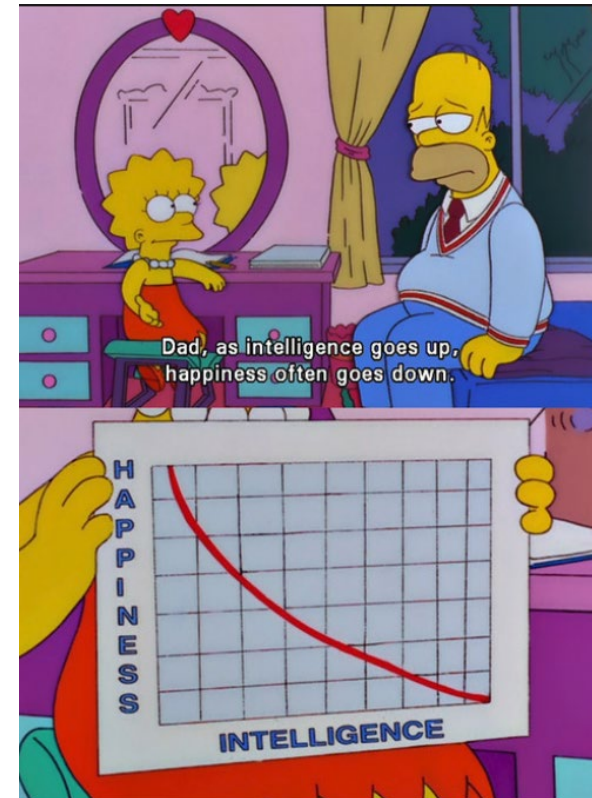 Dad, as intelligence goes up,
happiness often goes down.
HAPPINESS
INTELLIGENCE